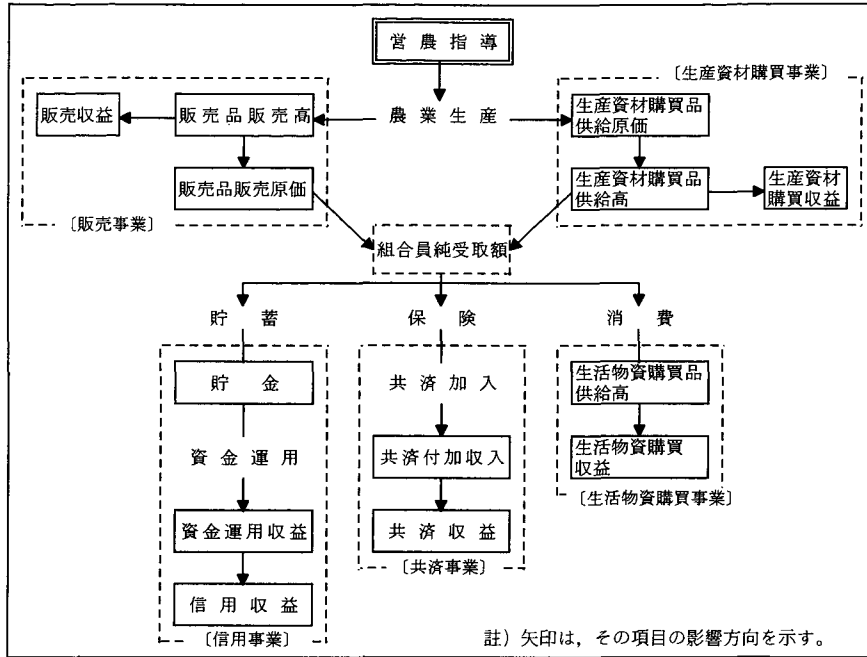 営農指導
〔生産資材購買事業〕
販売収益
販売品販売高
農業生産
生産資材購買品
供給原価
販売品販売原価
生産資材購買品
供給高
生産資材
購買収益
〔販売事業〕
組合員純受取額
貯蓄
保険
消費
貯金
共済加入
生活物資購買品
供給高
資金運用
共済付加収入
生活物資購買
収益
〔生活物資購買事業〕
資金運用収益
共済収益
〔共済事業〕
信用収益
〔信用事業〕
註）矢印は，その項目の影響方向を示す。